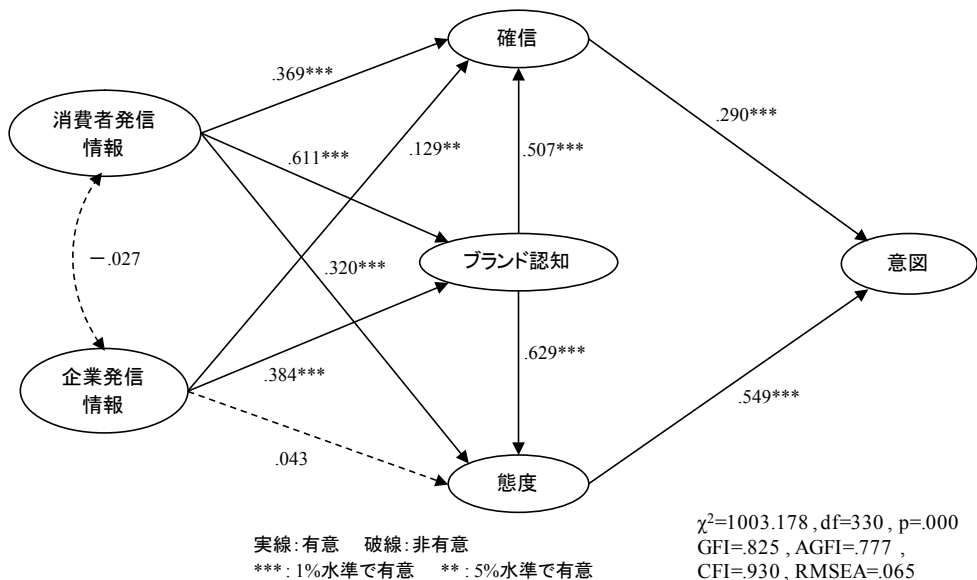 確信
.369***
消費者発信
情報
.290***
.129**
.507***
.611***
ブランド認知
意図
-.027
.320***
企業発信
情報
.384***
.629***
.549***
.043
態度
実線:有意 破線:非有意
***:1%水準で有意 **:5%水準で有意
χ²=1003.178 , df=330 , p=.000
GFI=.825 , AGFI=.777 ,
CFI=.930 , RMSEA=.065